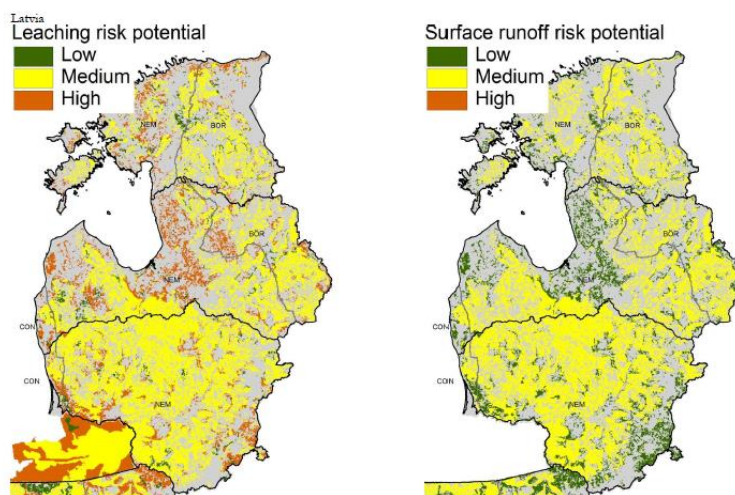 Latvia
Leaching risk potential
Low
Medium
High
NEM
BOR
BOR
NEM
CON
CON
NEM
Surface runoff risk potential
Low
Medium
High
NEM
BOR
BOR
NEM
CON
CON
NEM